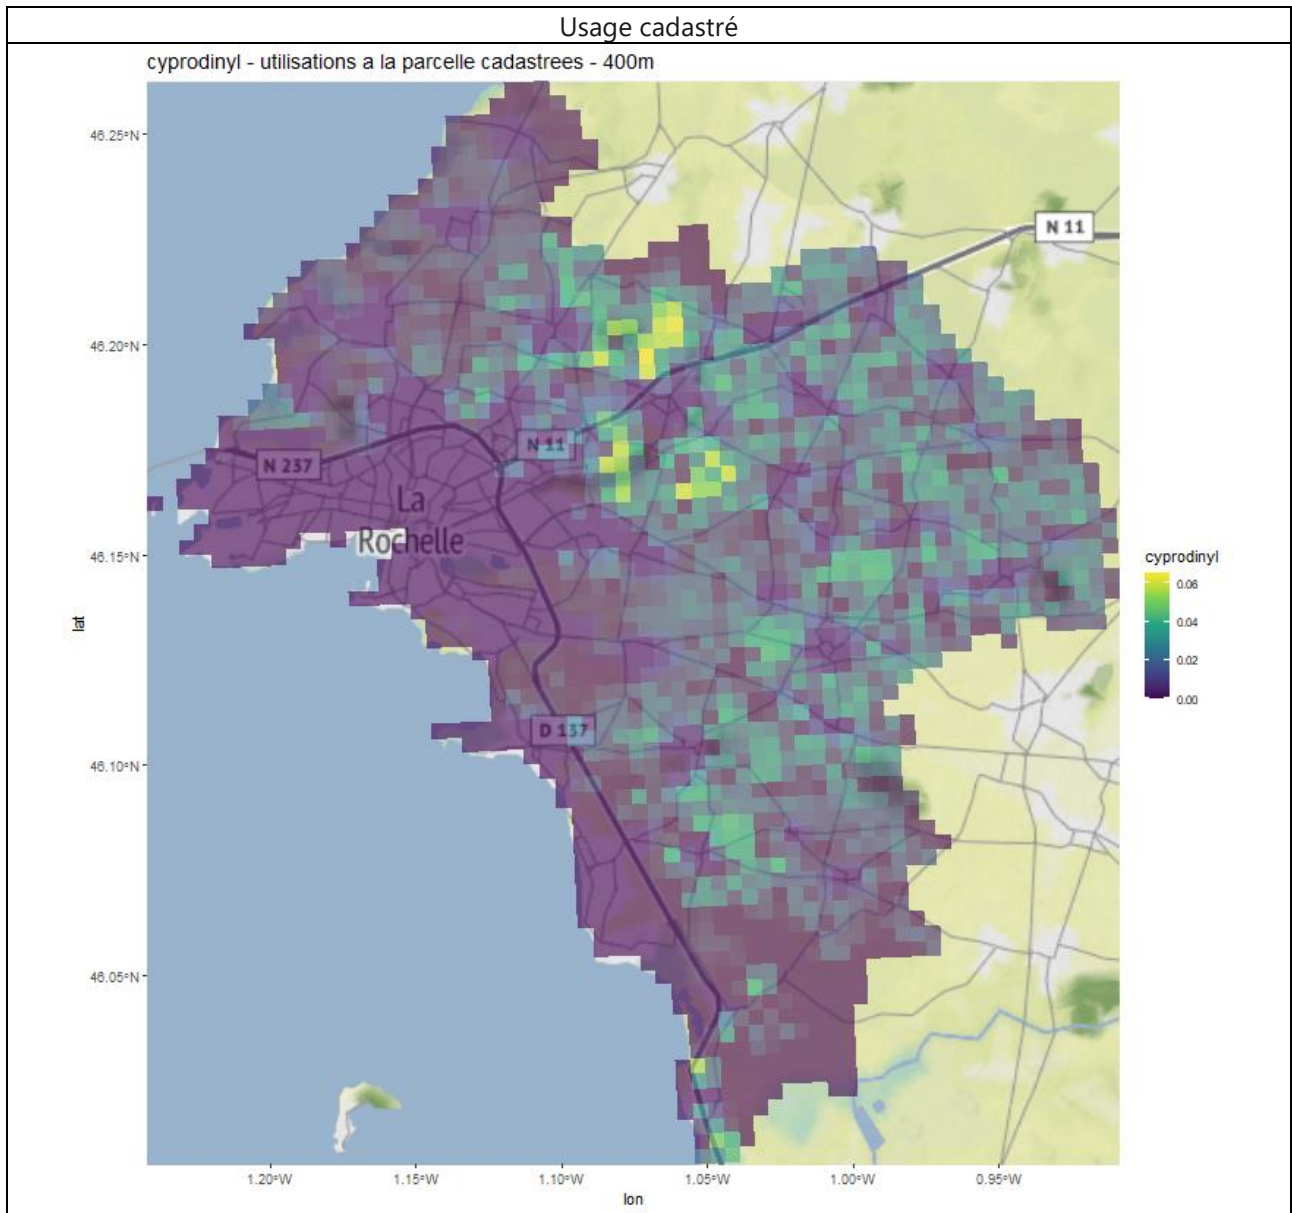 Usage cadastré
cyprodinyl - utilisations a la parcelle cadastrees - 400m
46.25°N
N 11
46.20°N
N 11
N 237
La
Rochelle
46.15°N
cyprodinyl
0.06
0.04
0.02
0.00
lat
D 137
46.10°N
46.05°N
1.20°W
1.15°W
1.10°W
1.05°W
1.00°W
0.95°W
lon